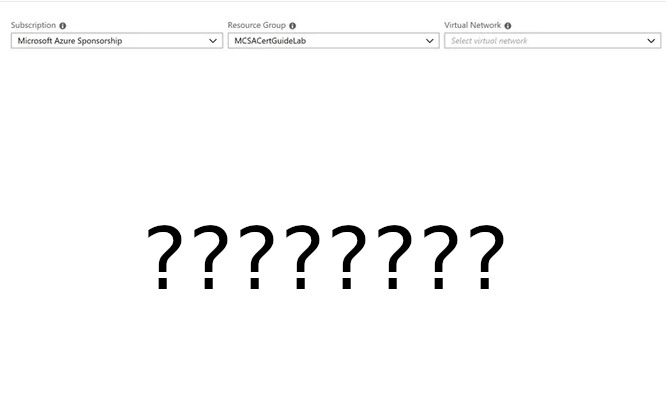 Subscription
Resource Group
Virtual Network
Microsoft Azure Sponsorship
MCSACertGuideLab
Select virtual network
????????